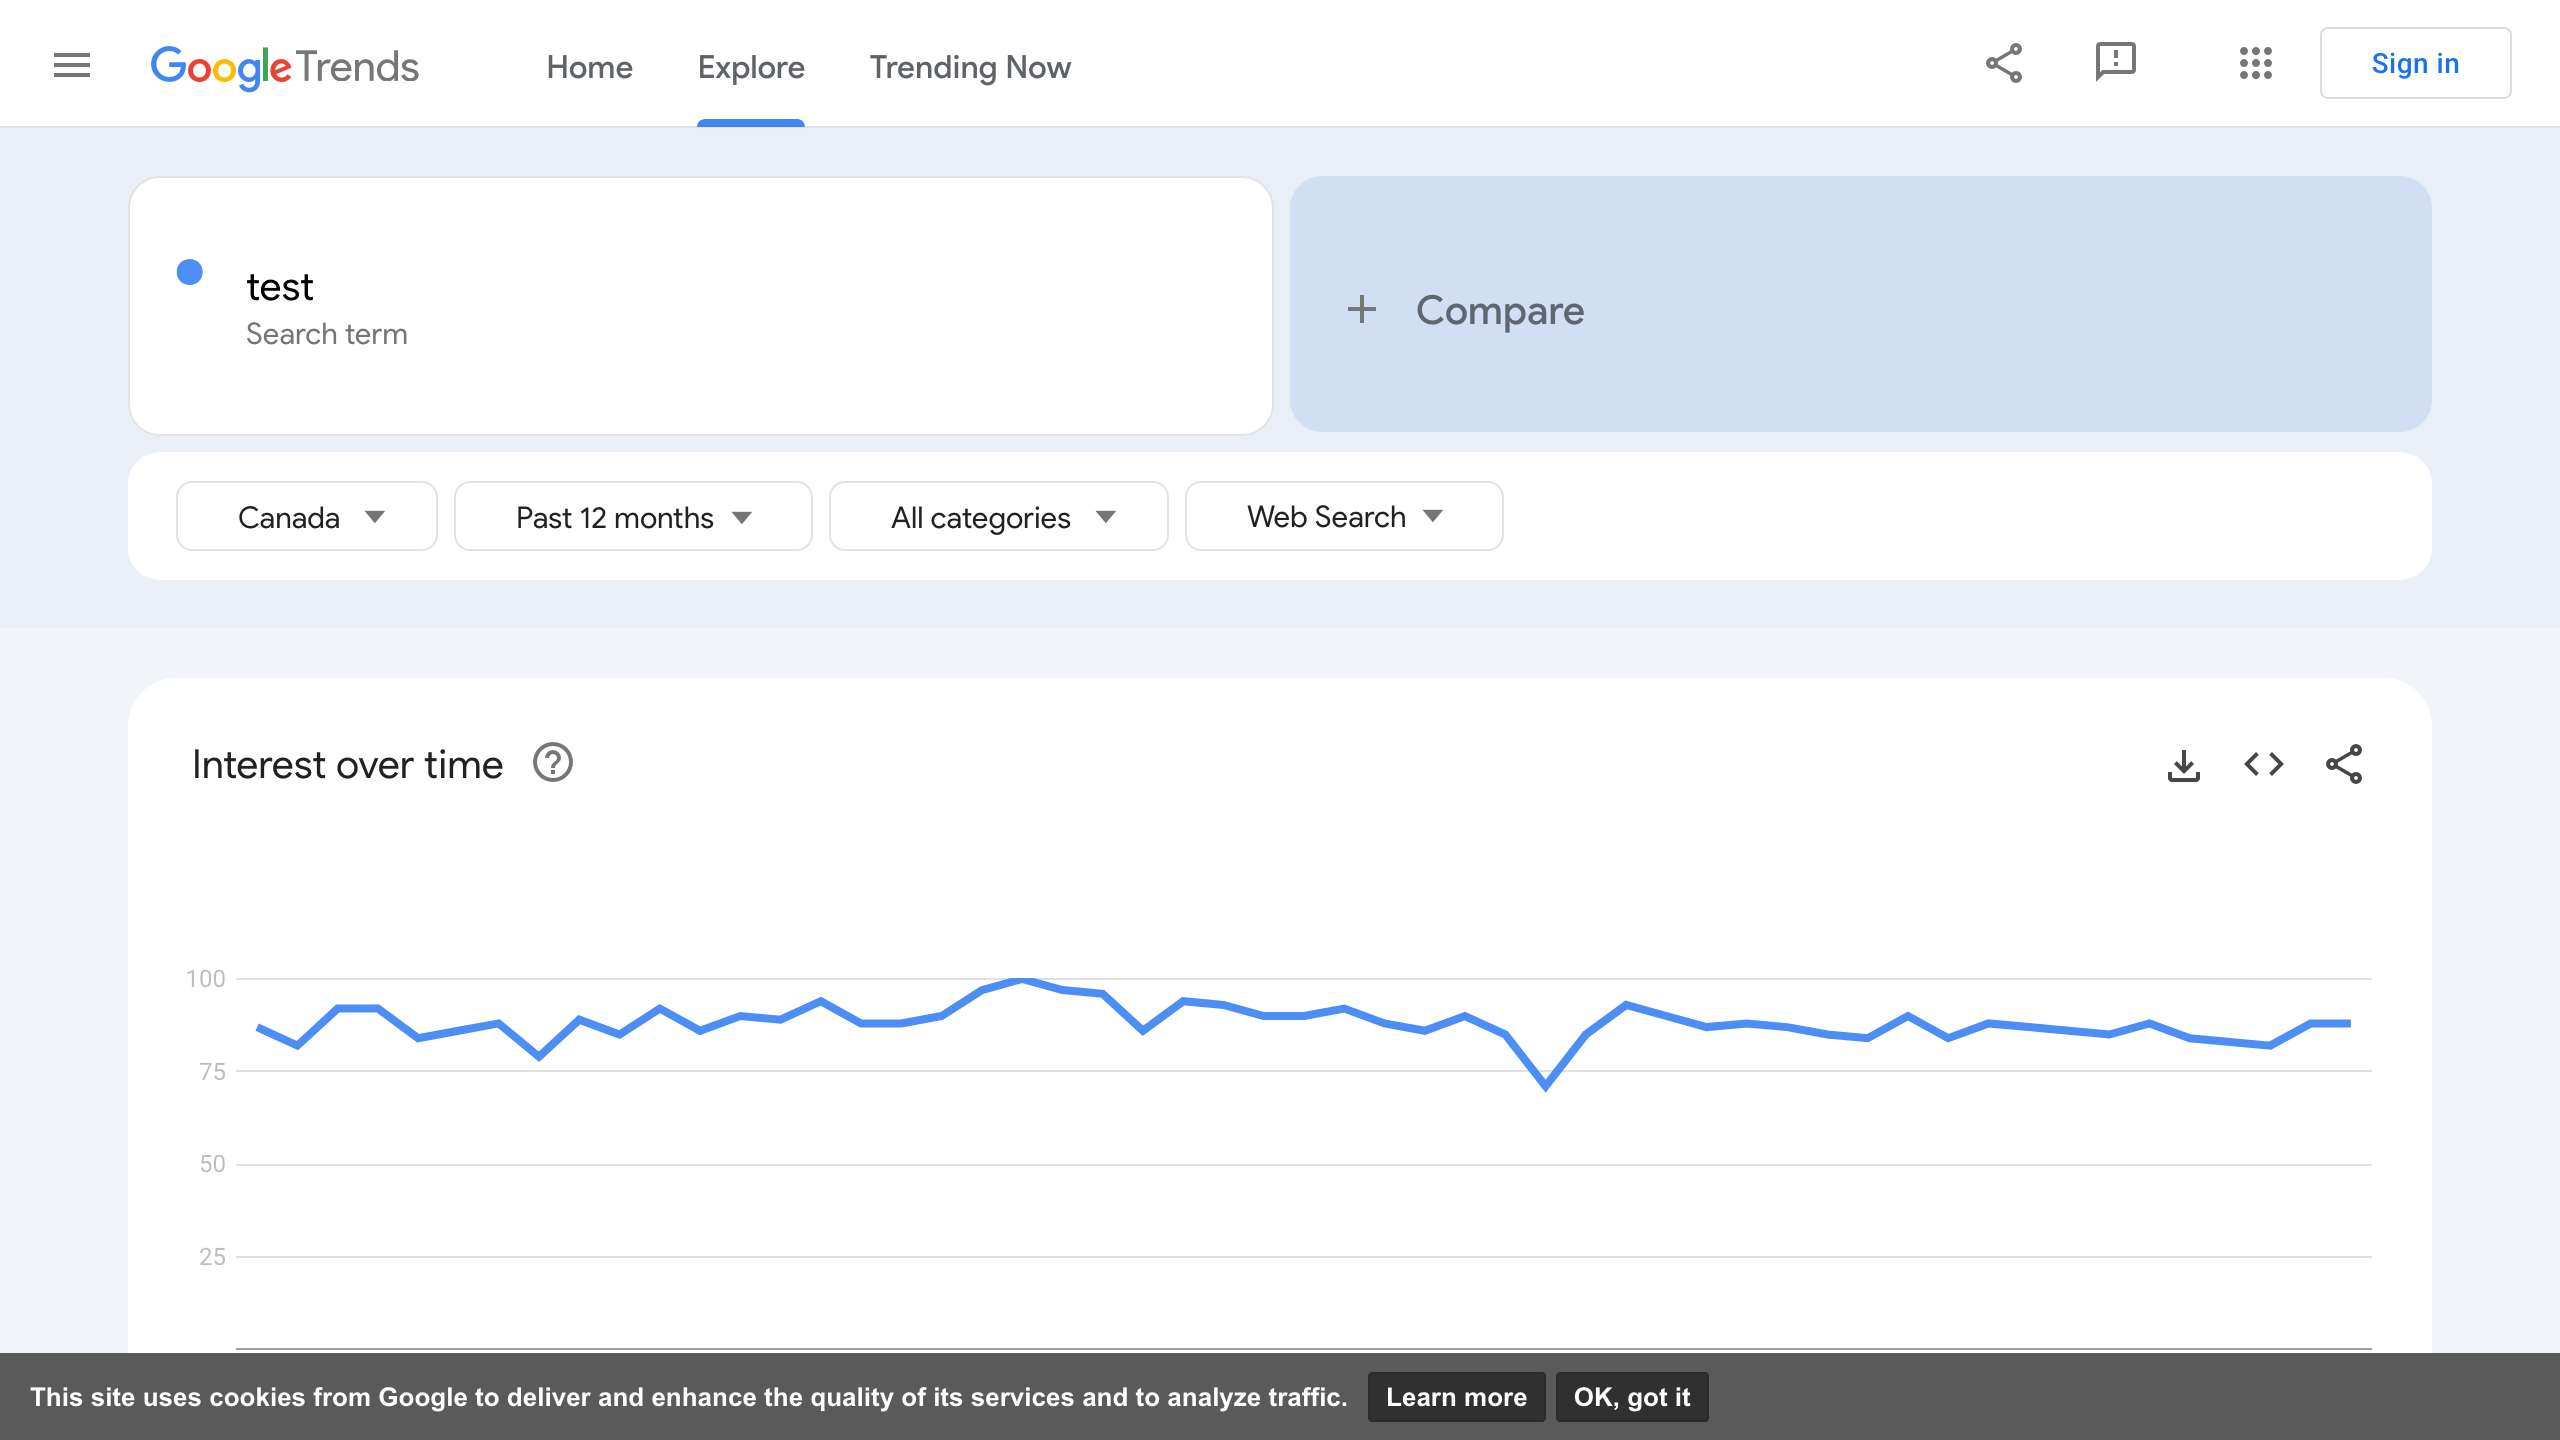 Google Trends
Home
Explore
Trending Now
Sign in
test
Search term
+ Compare
Canada
Past 12 months
All categories
Web Search
Interest over time
100
75
50
25
This site uses cookies from Google to deliver and enhance the quality of its services and to analyze traffic.
Learn more
OK, got it